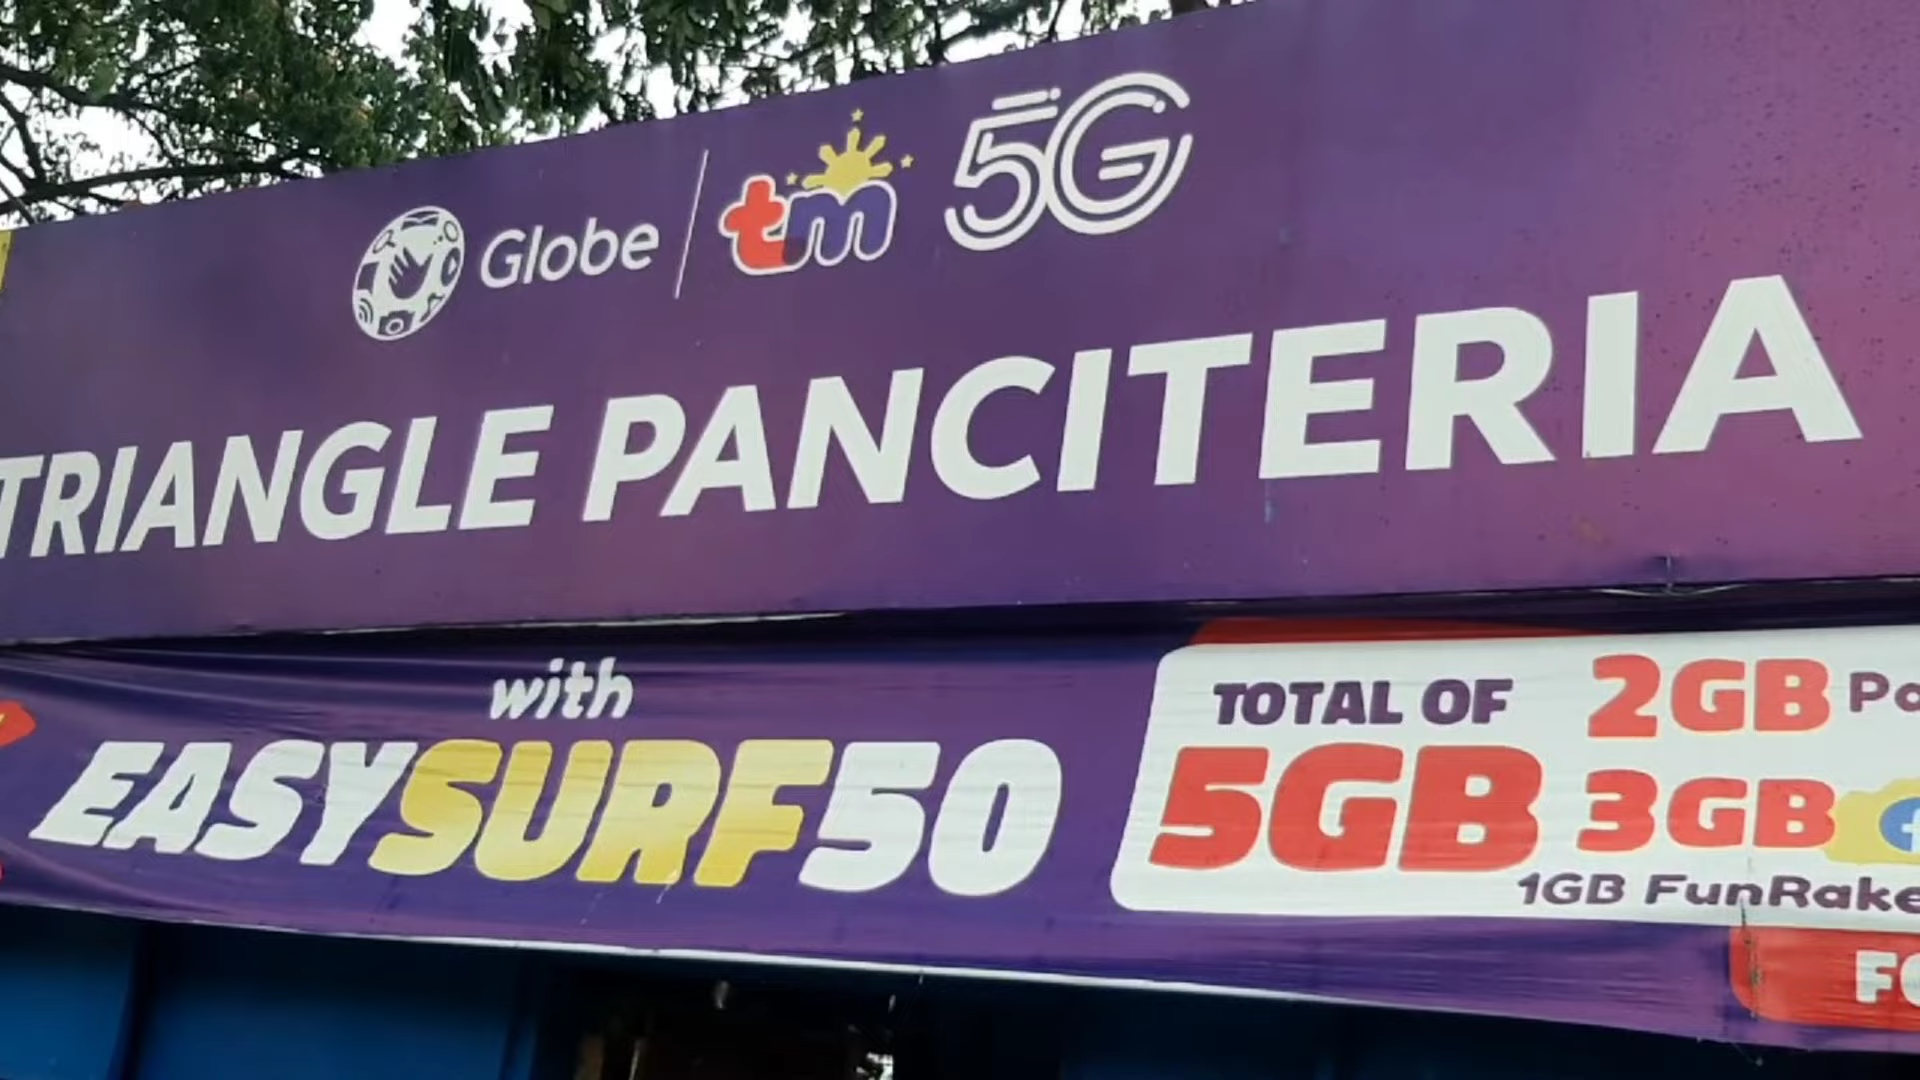 Globe | tm 5G
TRIANGLE PANCITERIA
with
EASYSURF50
TOTAL OF
5GB
2GB
3GB
1GB FunRake